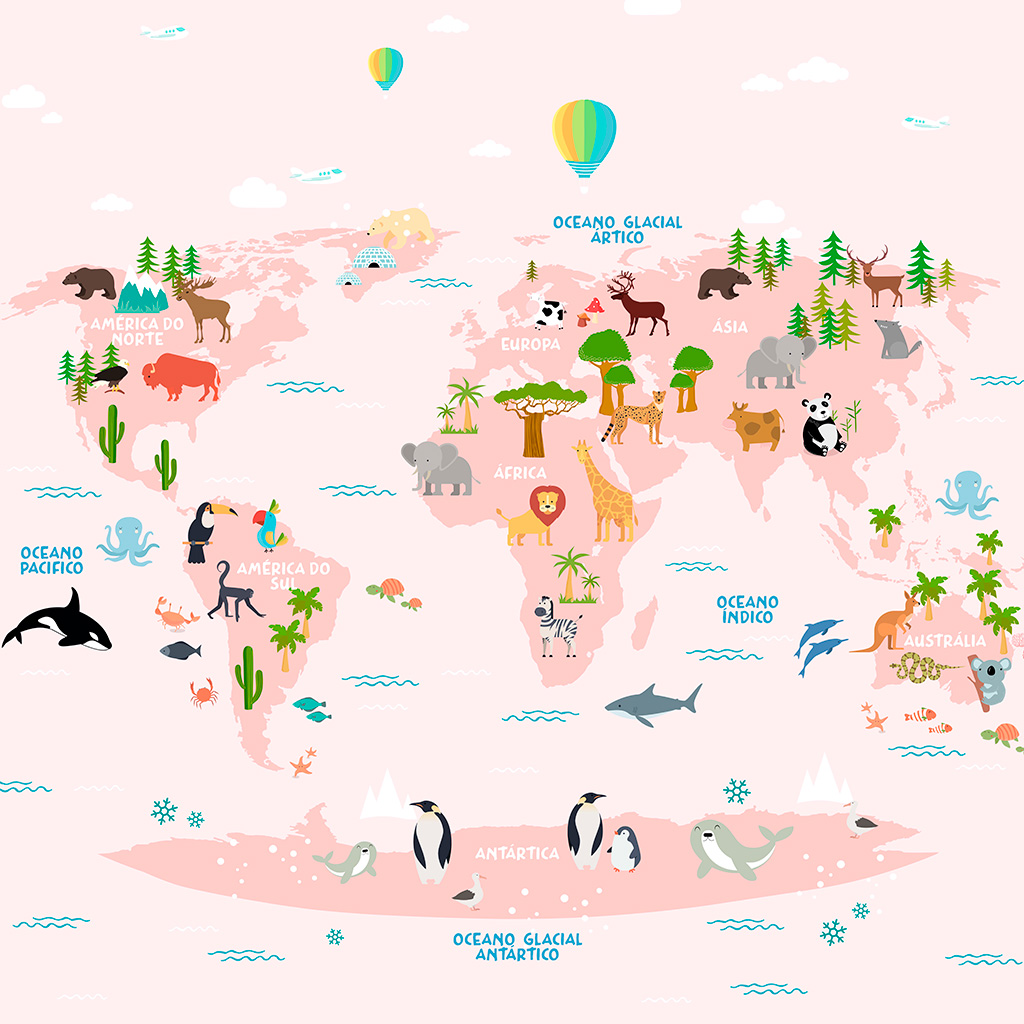 OCEANO GLACIAL
ÁRTICO
AMÉRICA DO
NORTE
EUROPA
ÁSIA
ÁFRICA
OCEANO
PACIFICO
AMÉRICA DO
SUL
OCEANO
ÍNDICO
AUSTRÁLIA
ANTÁRTICA
OCEANO GLACIAL
ANTÁRTICO